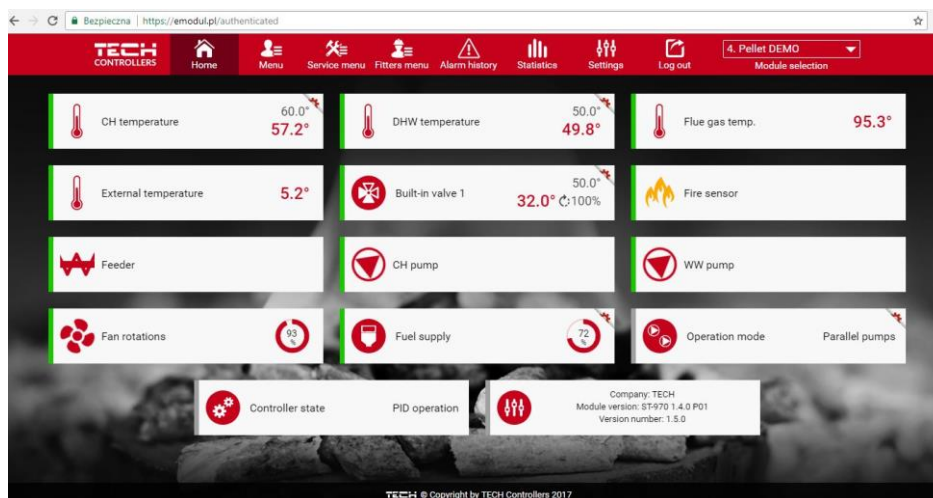 Bezpieczna | https://emodul.pl/authenticated
TECH
CONTROLLERS
Home
Menu
Service menu
Fitters menu
Alarm history
Statistics
Settings
Log out
4. Pellet DEMO
Module selection
CH temperature
60.0°
57.2°
DHW temperature
50.0°
49.8°
Flue gas temp.
95.3°
External temperature
5.2°
Built-in valve 1
50.0°
32.0° 100%
Fire sensor
Feeder
CH pump
WW pump
Fan rotations
93
%
Fuel supply
72
%
Operation mode
Parallel pumps
Controller state
PID operation
Company: TECH
Module version: ST-970 1.4.0 P01
Version number: 1.5.0
TECH © Copyright by TECH Controllers 2017